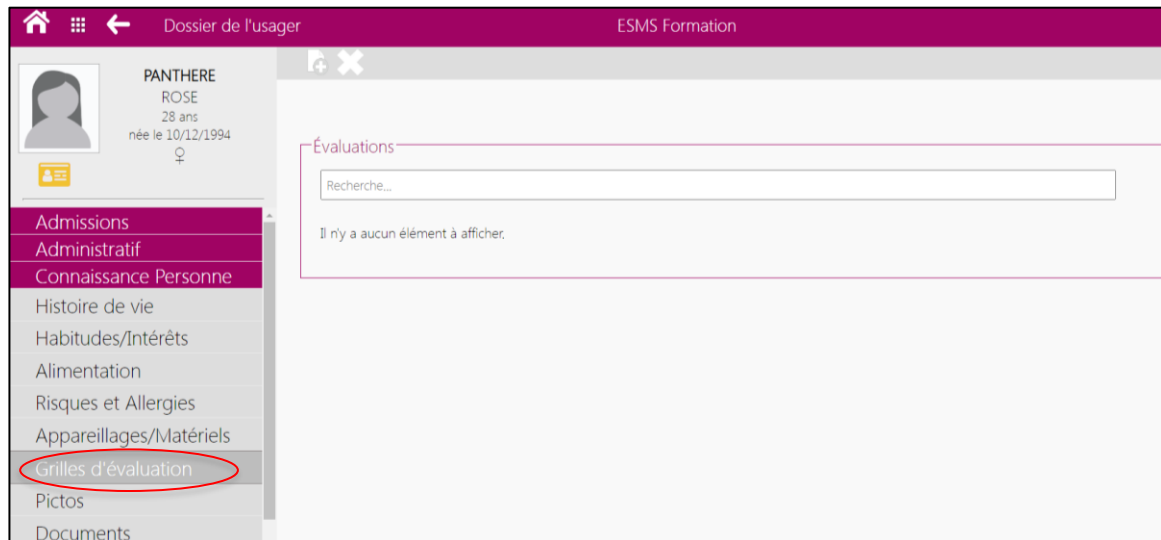 Dossier de l'usager
ESMS Formation
PANTHERE
ROSE
28 ans
née le 10/12/1994
Admissions
Administratif
Connaissance Personne
Histoire de vie
Habitudes/Intérêts
Alimentation
Risques et Allergies
Appareillages/Matériels
Grilles d'évaluation
Pictos
Documents
Évaluations
Recherche...
Il n'y a aucun élément à afficher.